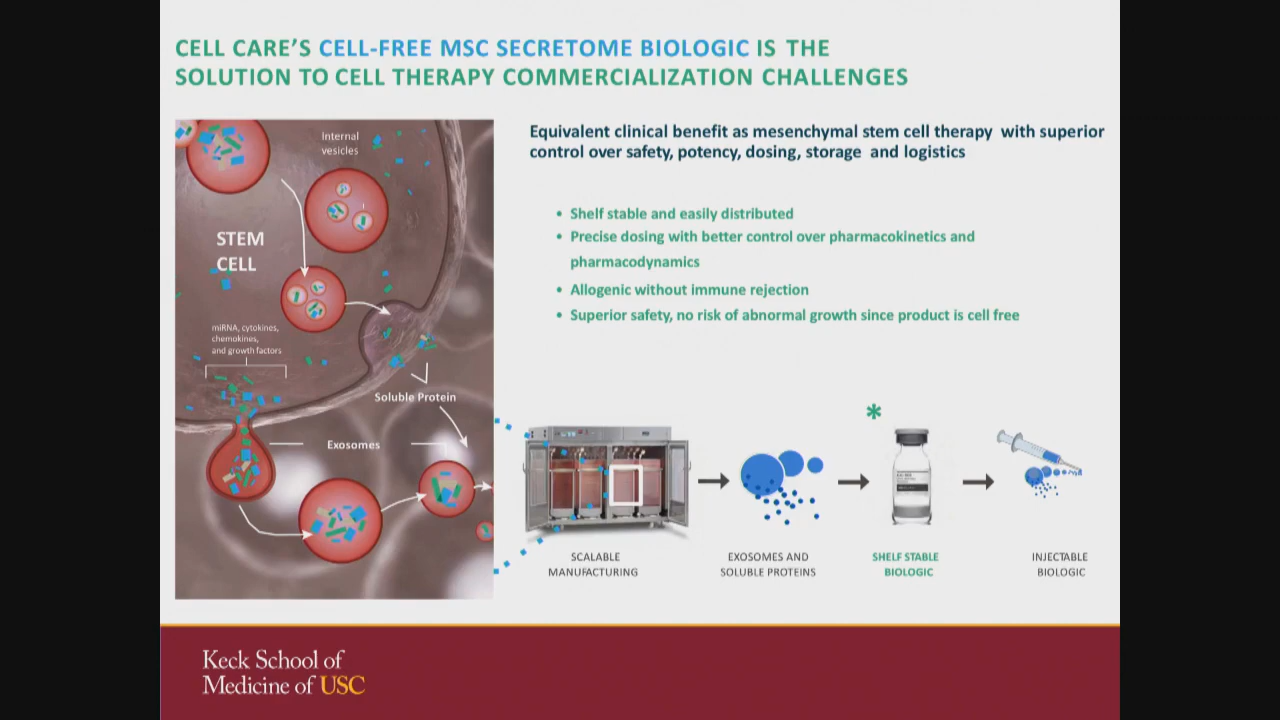 CELL CARE'S CELL-FREE MSC SECRETOME BIOLOGIC IS THE
SOLUTION TO CELL THERAPY COMMERCIALIZATION CHALLENGES
Internal
vesicles
STEM
CELL
miRNA, cytokines,
chemokines,
and growth factors
Soluble Protein
Exosomes
Equivalent clinical benefit as mesenchymal stem cell therapy with superior
control over safety, potency, dosing, storage and logistics
• Shelf stable and easily distributed
• Precise dosing with better control over pharmacokinetics and
pharmacodynamics
• Allogenic without immune rejection
• Superior safety, no risk of abnormal growth since product is cell free
*
SCALABLE
MANUFACTURING
EXOSOMES AND
SOLUBLE PROTEINS
SHELF STABLE
BIOLOGIC
INJECTABLE
BIOLOGIC
Keck School of
Medicine of USC